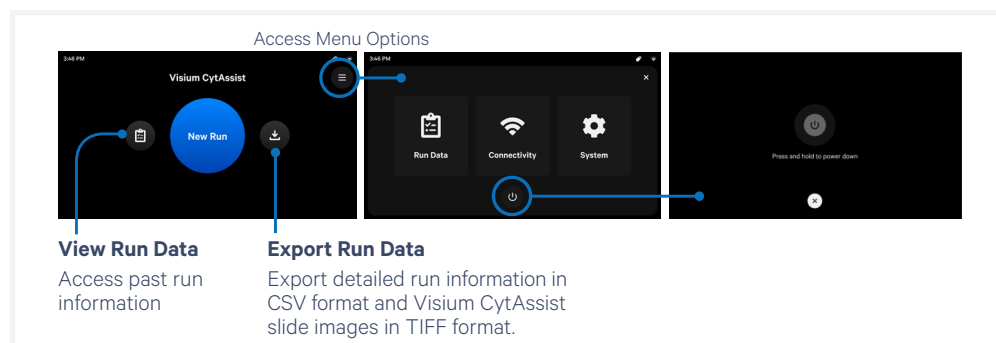 Access Menu Options
3:46 PM
Visium CytAssist
New Run
3:46 PM
Run Data
Connectivity
System
Press and hold to power down
View Run Data
Access past run
information
Export Run Data
Export detailed run information in
CSV format and Visium CytAssist
slide images in TIFF format.